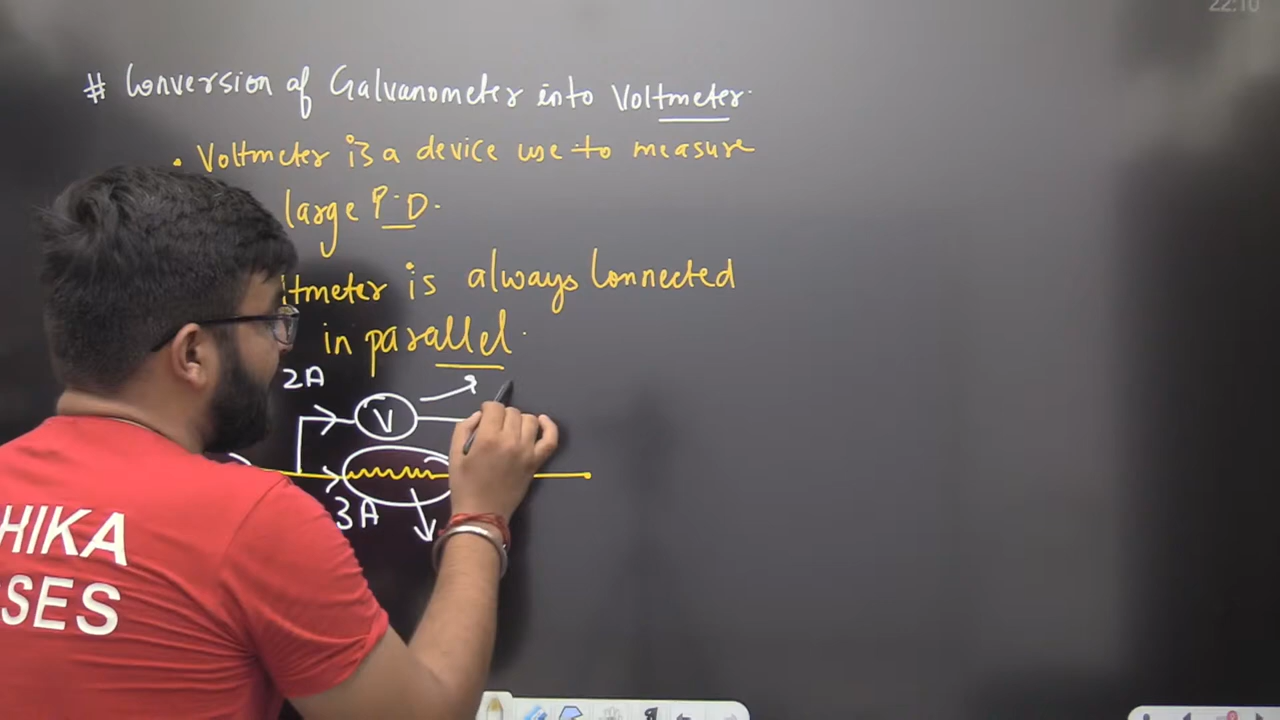 22:10
# Conversion of Galvanometer into Voltmeter.
. Voltmeter is a device use to measure
large P.D.
ltmeter is always Connected
in parallel.
2A
V
3A
HIKA
SSES